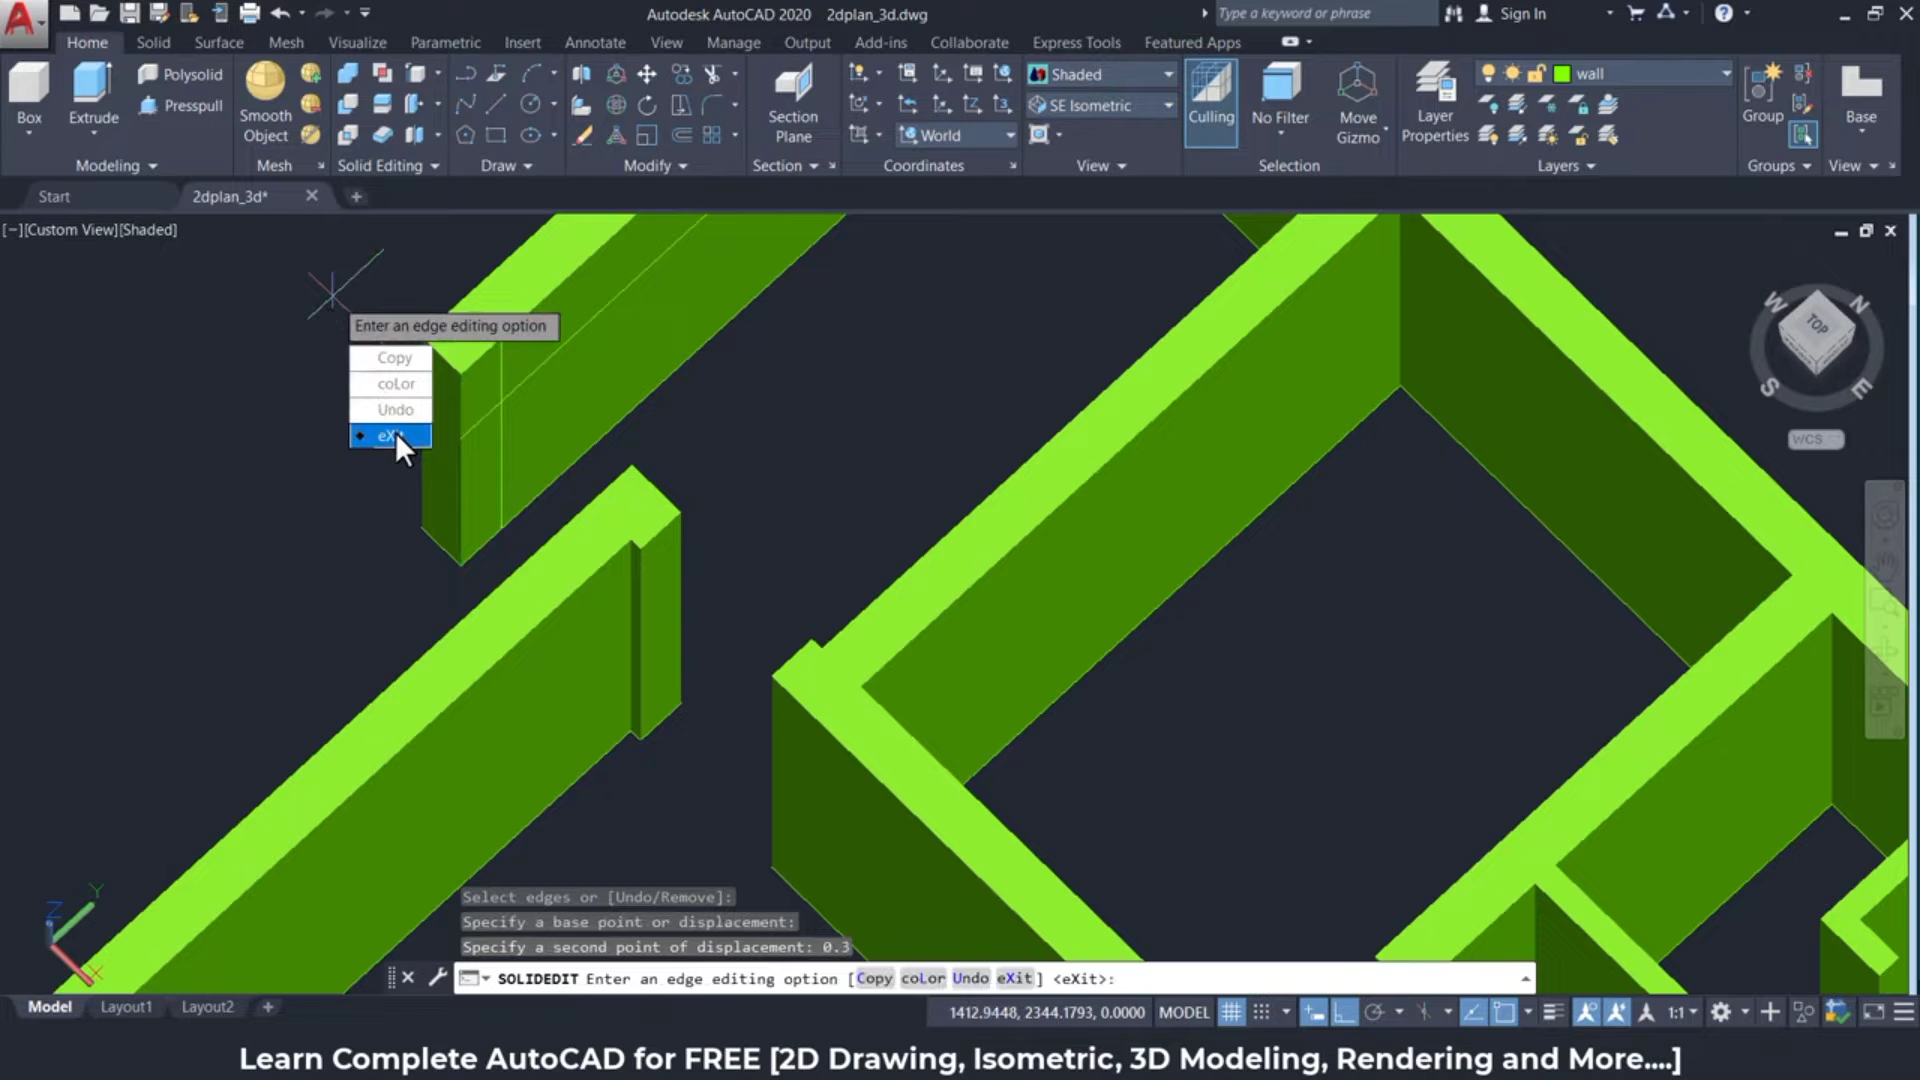 Autodesk AutoCAD 2020 2dplan_3d.dwg
Type a keyword or phrase
Sign In
Home Solid Surface Mesh Visualize Parametric Insert Annotate View Manage Output Add-ins Collaborate Express Tools Featured Apps
Box
Extrude
Polysolid
Presspull
Smooth
Object
Section
Plane
World
Shaded
SE Isometric
Culling
No Filter
Move
Gizmo
Layer
Properties
wall
Group
Base
Modeling Mesh Solid Editing Draw Modify Section Coordinates View Selection Layers Groups View
Start 2dplan_3d*
[−][Custom View][Shaded]
W N
TOP
S E
WCS
Enter an edge editing option
Copy
coLor
Undo
Z Y
X
Select edges or [Undo/Remove]:
Specify a base point or displacement:
Specify a second point of displacement: 0.3
SOLIDEDIT Enter an edge editing option [Copy coLor Undo eXit] <eXit>:
Model Layout1 Layout2
1412.9448, 2344.1793, 0.0000 MODEL 1:1
Learn Complete AutoCAD for FREE [2D Drawing, Isometric, 3D Modeling, Rendering and More....]